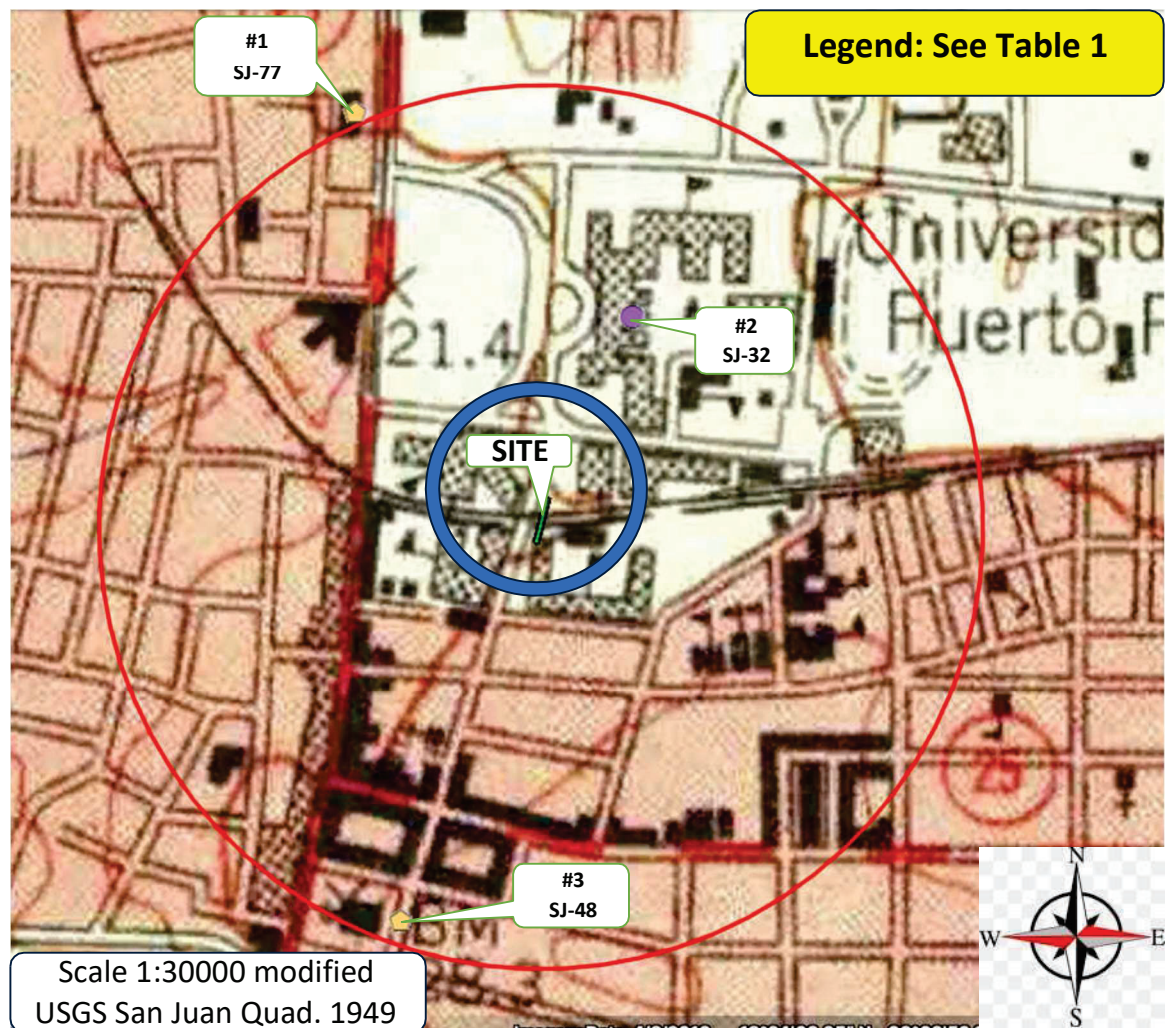 #1
SJ-77
Legend: See Table 1
Universid
Puerto
21.4
#2
SJ-32
SITE
25
#3
SJ-48
BM
N
W
E
S
Scale 1:30000 modified
USGS San Juan Quad. 1949